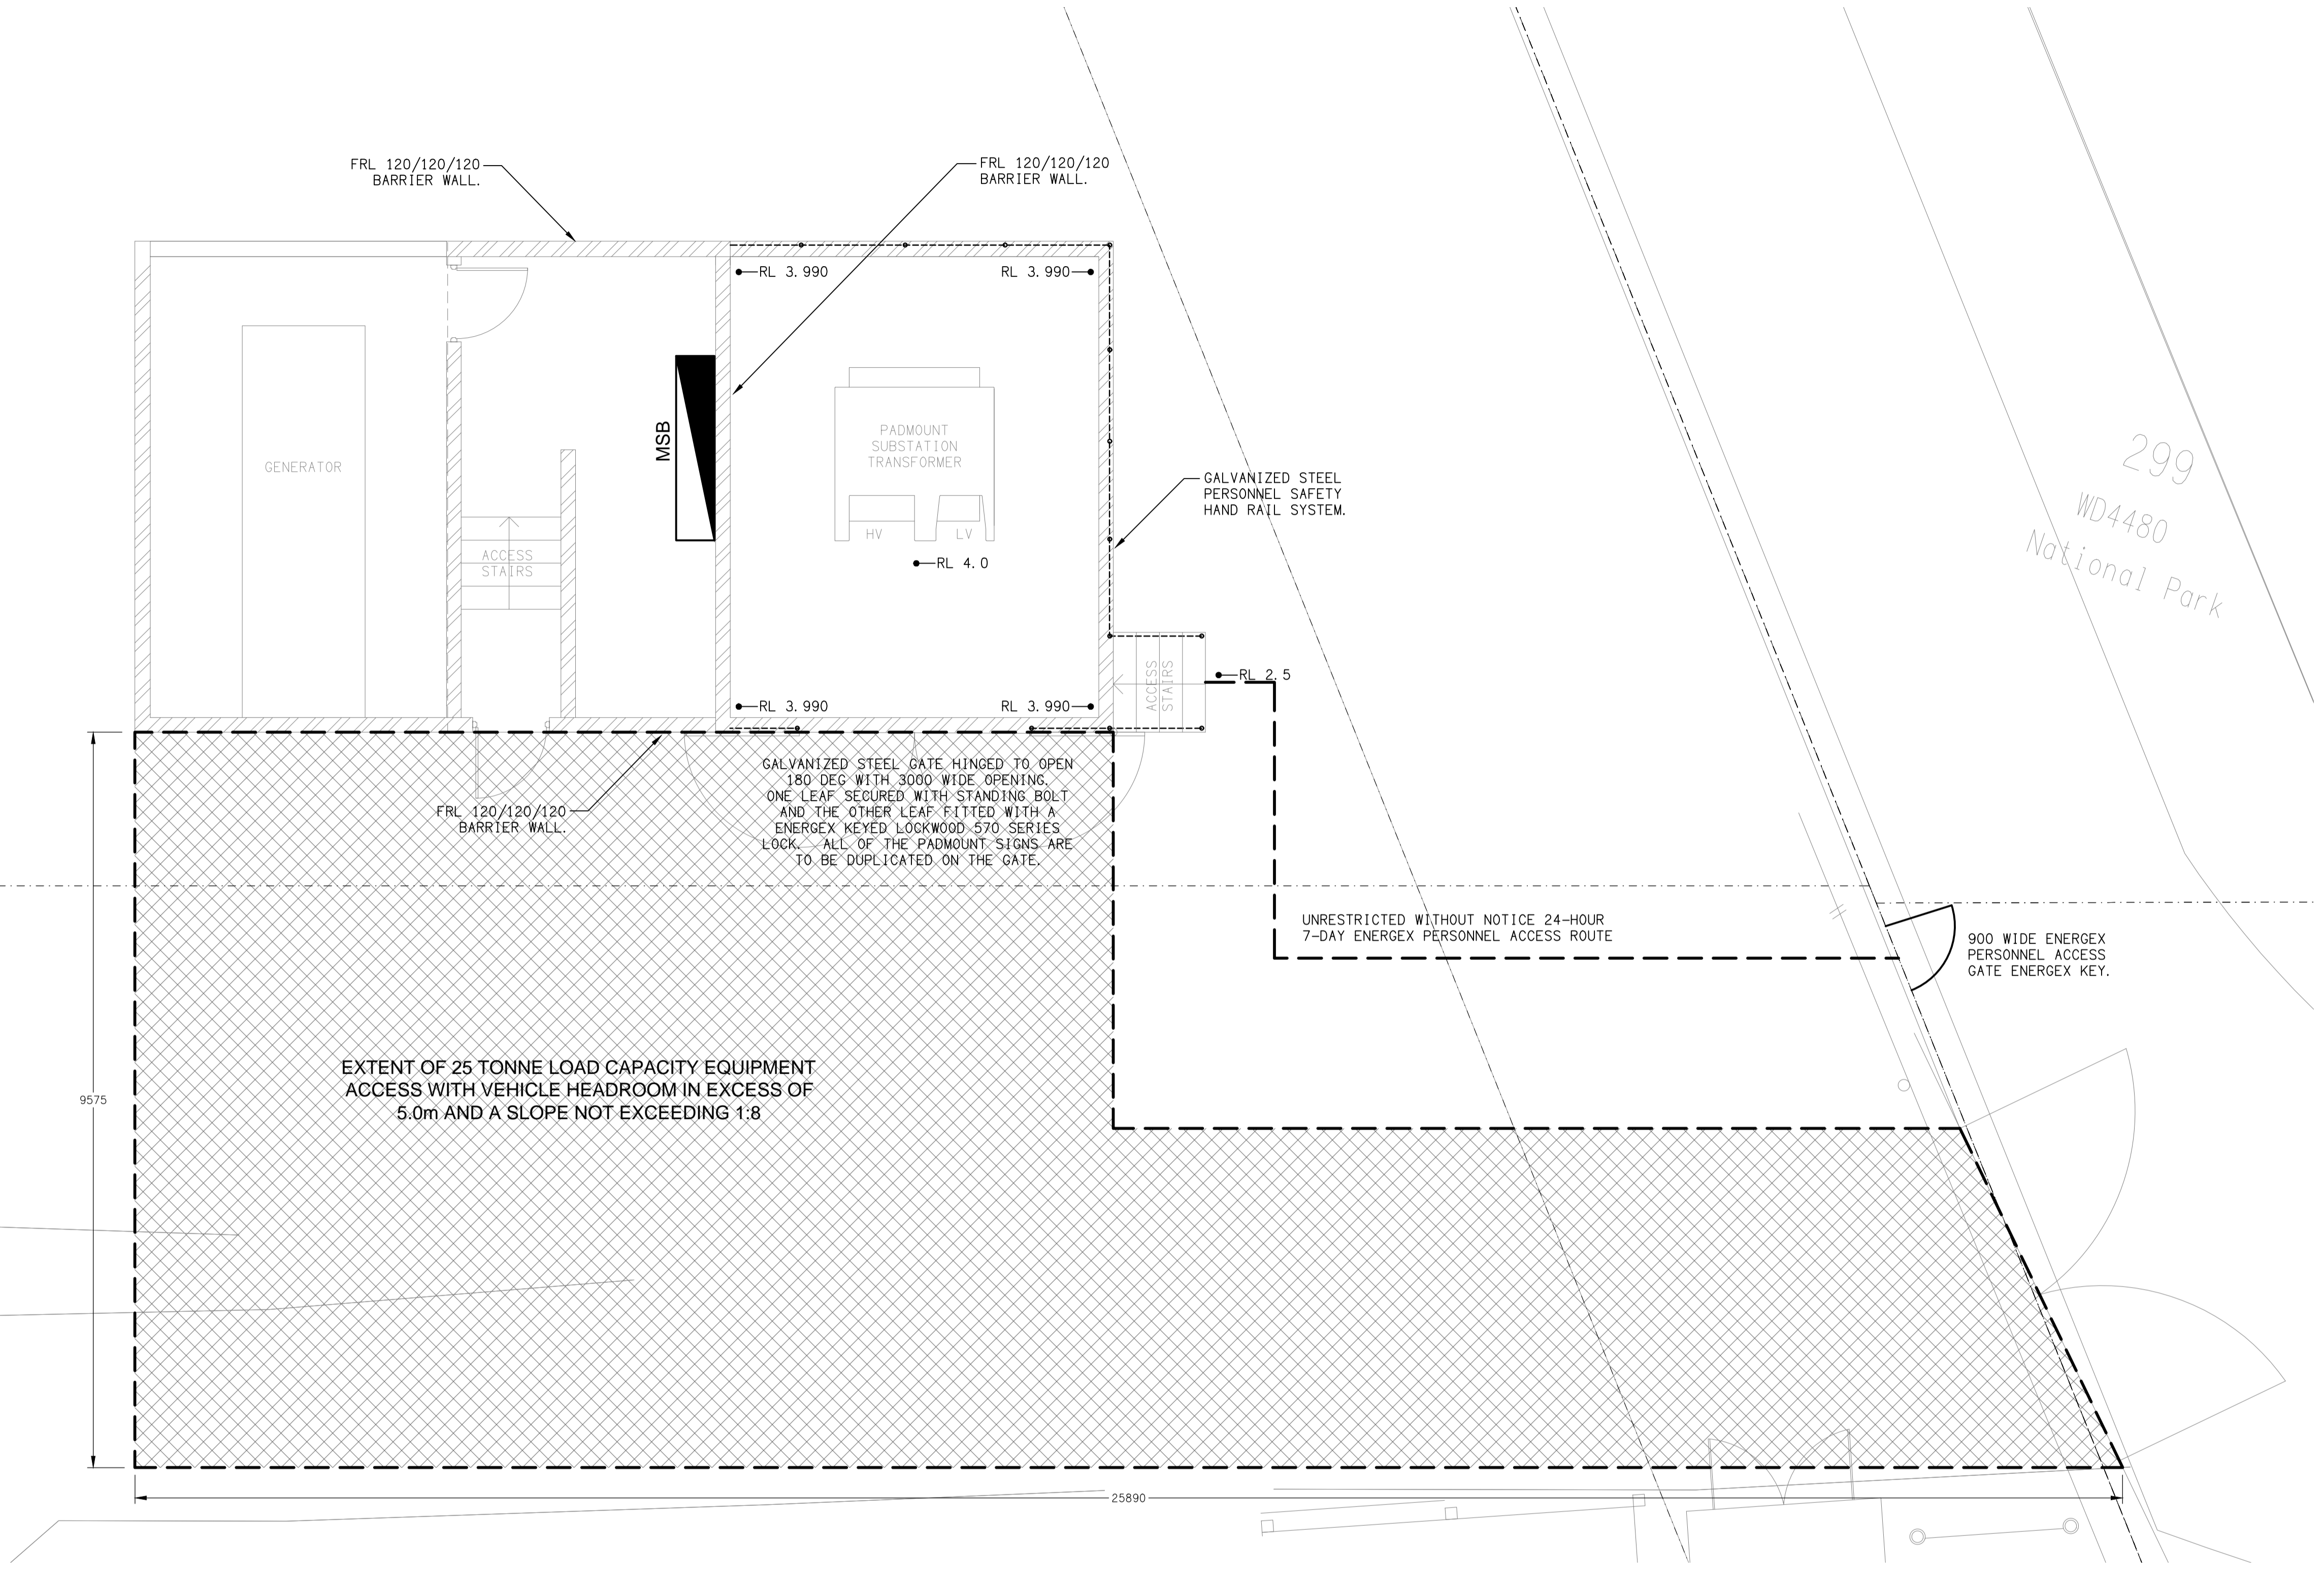 FRL 120/120/120
BARRIER WALL.
FRL 120/120/120
BARRIER WALL.
RL 3.990
RL 3.990
299
WD4480
National Park
MSB
GENERATOR
PADMOUNT
SUBSTATION
TRANSFORMER
HV
LV
RL 4.0
ACCESS
STAIRS
GALVANIZED STEEL
PERSONNEL SAFETY
HAND RAIL SYSTEM.
ACCESS
STAIRS
RL 2.5
RL 3.990
RL 3.990
GALVANIZED STEEL GATE HINGED TO OPEN
180 DEG WITH 3000 WIDE OPENING.
ONE LEAF SECURED WITH STANDING BOLT
AND THE OTHER LEAF FITTED WITH A
ENERGEX KEYED LOCKWOOD 570 SERIES
LOCK. ALL OF THE PADMOUNT SIGNS ARE
TO BE DUPLICATED ON THE GATE.
FRL 120/120/120
BARRIER WALL.
UNRESTRICTED WITHOUT NOTICE 24-HOUR
7-DAY ENERGEX PERSONNEL ACCESS ROUTE
900 WIDE ENERGEX
PERSONNEL ACCESS
GATE ENERGEX KEY.
EXTENT OF 25 TONNE LOAD CAPACITY EQUIPMENT
ACCESS WITH VEHICLE HEADROOM IN EXCESS OF
5.0m AND A SLOPE NOT EXCEEDING 1:8
9575
25890